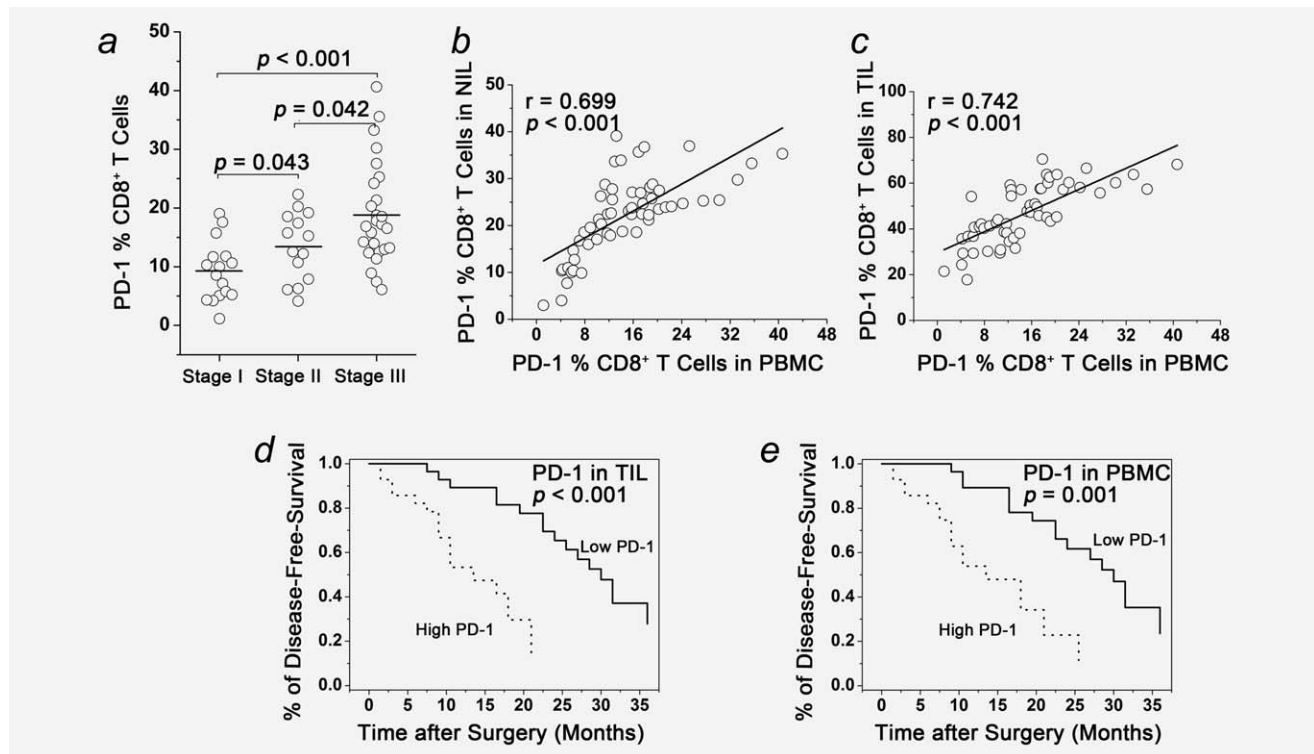 a
50
40
30
20
10
0
PD-1 % CD8⁺ T Cells
p < 0.001
p = 0.042
p = 0.043
Stage I Stage II Stage III
b
50
40
30
20
10
0
PD-1 % CD8⁺ T Cells in NIL
r = 0.699
p < 0.001
0 8 16 24 32 40 48
PD-1 % CD8⁺ T Cells in PBMC
c
100
80
60
40
20
0
PD-1 % CD8⁺ T Cells in TIL
r = 0.742
p < 0.001
0 8 16 24 32 40 48
PD-1 % CD8⁺ T Cells in PBMC
d
1.0
0.8
0.6
0.4
0.2
0.0
% of Disease-Free-Survival
PD-1 in TIL
p < 0.001
Low PD-1
High PD-1
0 5 10 15 20 25 30 35
Time after Surgery (Months)
e
1.0
0.8
0.6
0.4
0.2
0.0
% of Disease-Free-Survival
PD-1 in PBMC
p = 0.001
Low PD-1
High PD-1
0 5 10 15 20 25 30 35
Time after Surgery (Months)